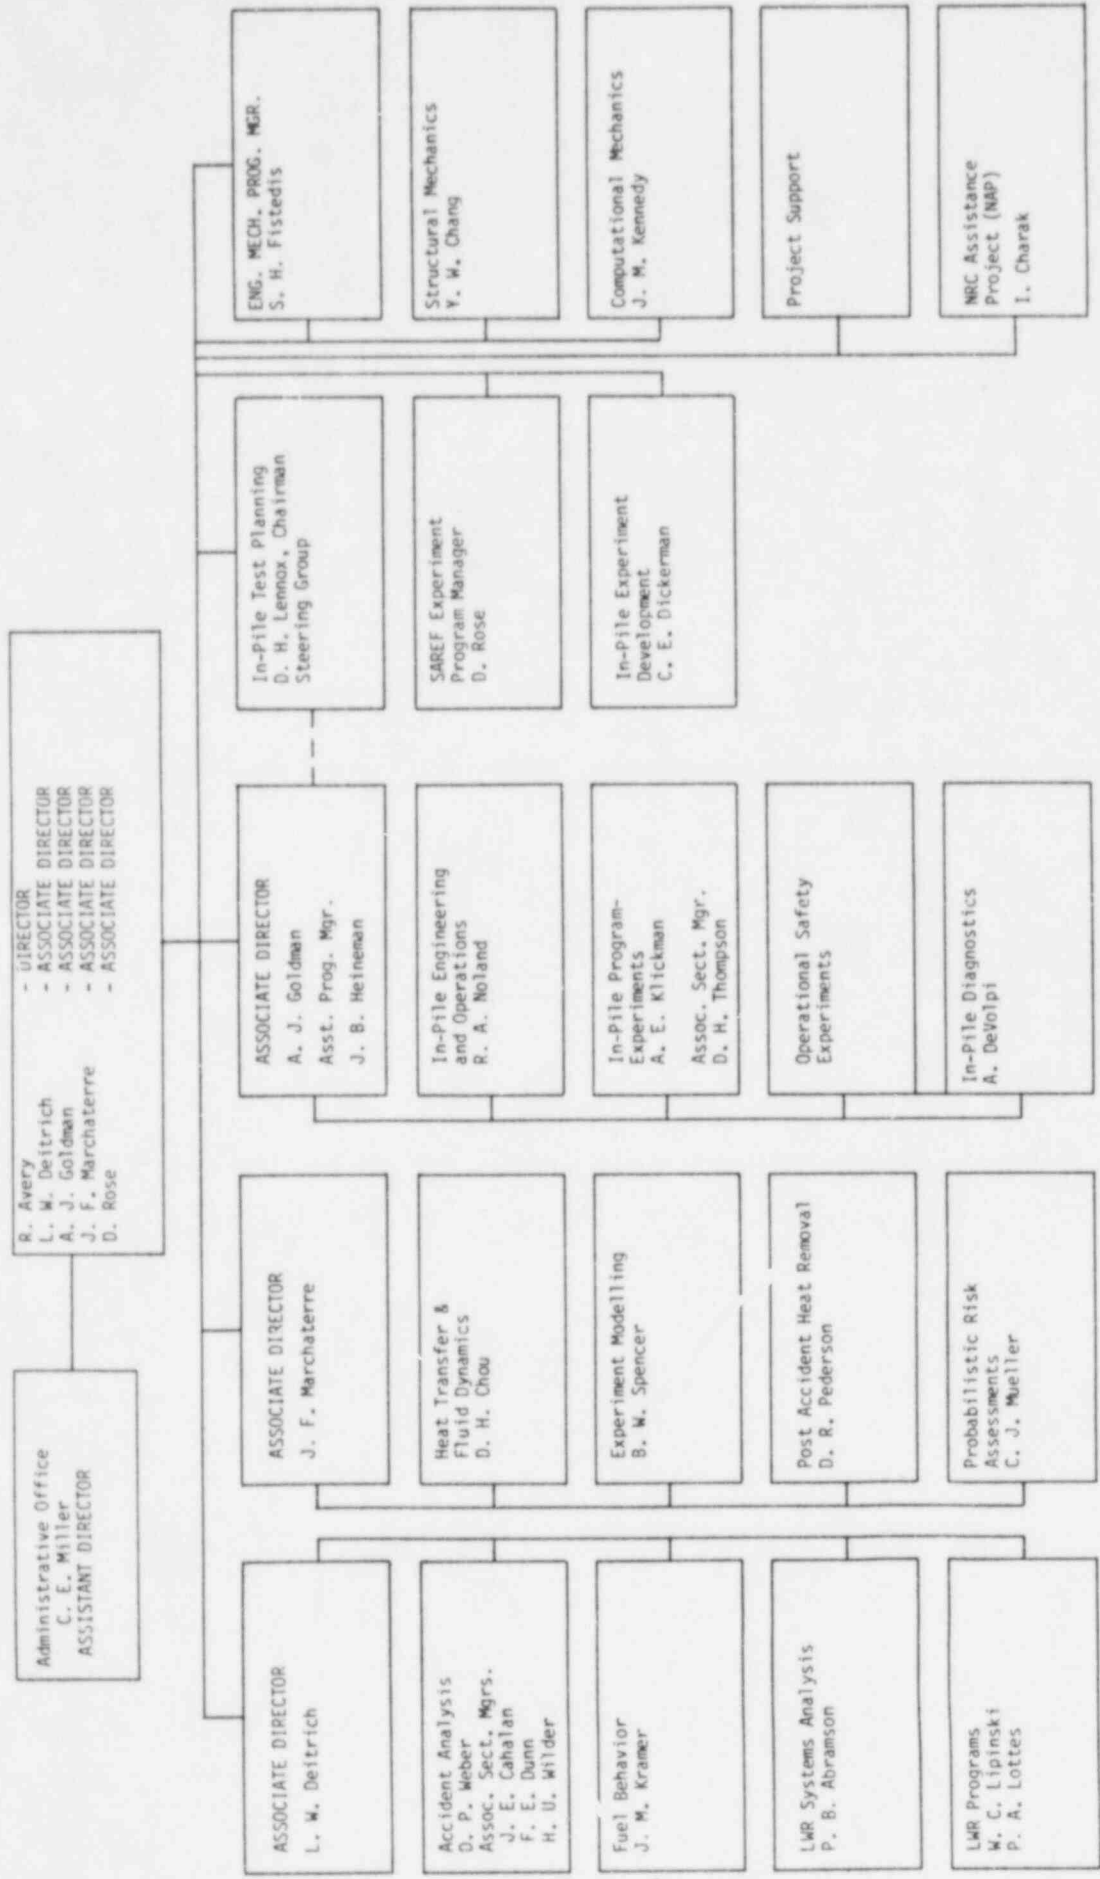 R. Avery - DIRECTOR
L. W. Deitrich - ASSOCIATE DIRECTOR
A. J. Goldman - ASSOCIATE DIRECTOR
J. F. Marchaterre - ASSOCIATE DIRECTOR
D. Rose - ASSOCIATE DIRECTOR
Administrative Office
C. E. Miller
ASSISTANT DIRECTOR
ASSOCIATE DIRECTOR
L. W. Deitrich
Accident Analysis
D. P. Weber
Assoc. Sect. Mgrs.
J. E. Cahalan
F. E. Dunn
H. U. Wilder
Fuel Behavior
J. M. Kramer
LWR Systems Analysis
P. B. Abramson
LWR Programs
W. C. Lipinski
P. A. Lottes
ASSOCIATE DIRECTOR
J. F. Marchaterre
Heat Transfer &
Fluid Dynamics
D. H. Chou
Experiment Modelling
B. W. Spencer
Post Accident Heat Removal
D. R. Pederson
Probabilistic Risk
Assessments
C. J. Mueller
ASSOCIATE DIRECTOR
A. J. Goldman
Asst. Prog. Mgr.
J. B. Heineman
In-Pile Engineering
and Operations
R. A. Noland
In-Pile Program-
Experiments
A. E. Klickman
Assoc. Sect. Mgr.
D. H. Thompson
Operational Safety
Experiments
In-Pile Diagnostics
A. DeVolpi
In-Pile Test Planning
D. H. Lennox, Chairman
Steering Group
SAREF Experiment
Program Manager
D. Rose
In-Pile Experiment
Development
C. E. Dickerman
ENG. MECH. PROG. MGR.
S. H. Fistedis
Structural Mechanics
Y. W. Chang
Computational Mechanics
J. M. Kennedy
Project Support
NRC Assistance
Project (NAP)
I. Charak